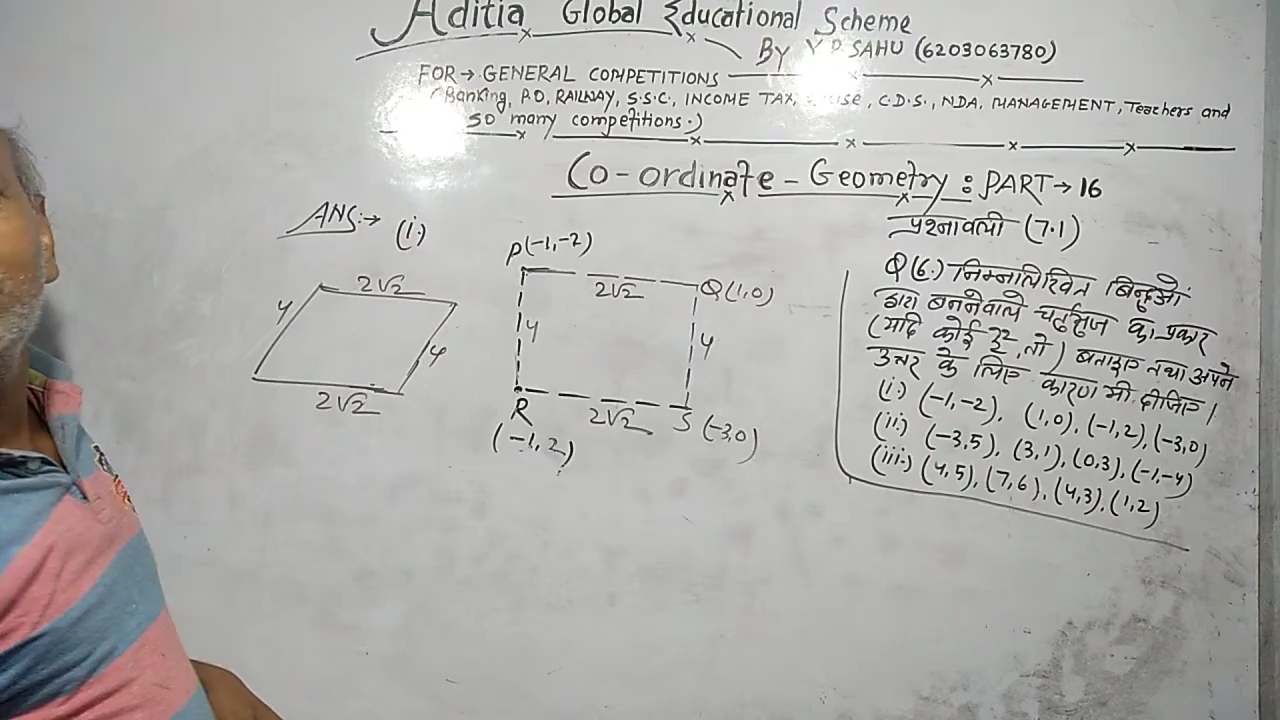 Aditia Global Educational Scheme
By Y.P. SAHU (6203063780)
FOR → GENERAL COMPETITIONS
(Banking, P.O, RAILWAY, S.S.C., INCOME TAX, C.D.S., NDA, MANAGEMENT, Teachers and
so many competitions.)
Co-ordinate-Geometry: PART → 16
प्रश्नावली (7.1)
Q(6.) निम्नलिखित बिन्दुओं
द्वारा बननेवाले चर्तुभुज का प्रकार
(यदि कोई है, तो) बताइए तथा अपने
उत्तर के लिए कारण भी दीजिए।
(i.) (-1,-2), (1,0), (-1,2), (-3,0)
(ii.) (-3,5), (3,1), (0,3), (-1,-4)
(iii.) (4,5), (7,6), (4,3), (1,2)
ANS:→ (i.)
2√2
4
4
2√2
P(-1,-2)
2√2
Q(1,0)
4
4
R
2√2
S (-3,0)
(-1,2)